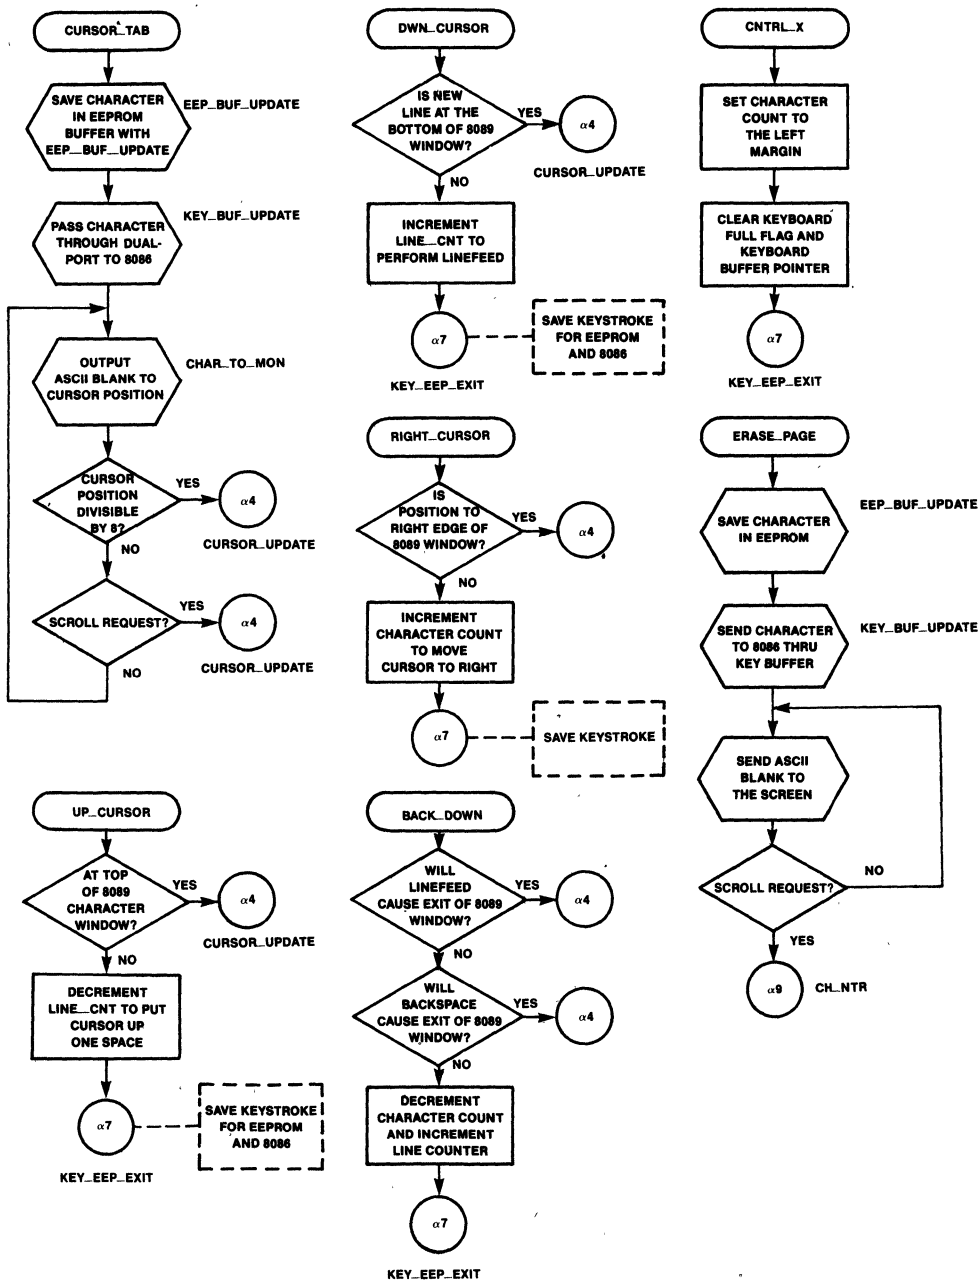 CURSOR_TAB
SAVE CHARACTER
IN EEPROM
BUFFER WITH
EEP_BUF_UPDATE
EEP_BUF_UPDATE
PASS CHARACTER
THROUGH DUAL-
PORT TO 8086
KEY_BUF_UPDATE
OUTPUT
ASCII BLANK TO
CURSOR POSITION
CHAR_TO_MON
CURSOR
POSITION
DIVISIBLE
BY 8?
YES
α4
CURSOR_UPDATE
NO
SCROLL REQUEST?
YES
α4
CURSOR_UPDATE
NO
UP_CURSOR
AT TOP
OF 8089
CHARACTER
WINDOW?
YES
α4
CURSOR_UPDATE
NO
DECREMENT
LINE_CNT TO PUT
CURSOR UP
ONE SPACE
α7
KEY_EEP_EXIT
SAVE KEYSTROKE
FOR EEPROM
AND 8086
DWN_CURSOR
IS NEW
LINE AT THE
BOTTOM OF 8089
WINDOW?
YES
α4
CURSOR_UPDATE
NO
INCREMENT
LINE_CNT TO
PERFORM LINEFEED
α7
KEY_EEP_EXIT
SAVE KEYSTROKE
FOR EEPROM
AND 8086
RIGHT_CURSOR
IS
POSITION TO
RIGHT EDGE OF
8089 WINDOW?
YES
α4
NO
INCREMENT
CHARACTER COUNT
TO MOVE
CURSOR TO RIGHT
α7
SAVE KEYSTROKE
BACK_DOWN
WILL
LINEFEED
CAUSE EXIT OF 8089
WINDOW?
YES
α4
NO
WILL
BACKSPACE
CAUSE EXIT OF 8089
WINDOW?
YES
α4
NO
DECREMENT
CHARACTER COUNT
AND INCREMENT
LINE COUNTER
α7
KEY_EEP_EXIT
CNTRL_X
SET CHARACTER
COUNT TO
THE LEFT
MARGIN
CLEAR KEYBOARD
FULL FLAG AND
KEYBOARD
BUFFER POINTER
α7
KEY_EEP_EXIT
ERASE_PAGE
SAVE CHARACTER
IN EEPROM
EEP_BUF_UPDATE
SEND CHARACTER
TO 8086 THRU
KEY BUFFER
KEY_BUF_UPDATE
SEND ASCII
BLANK TO
THE SCREEN
SCROLL REQUEST?
NO
YES
α9
CH_NTR